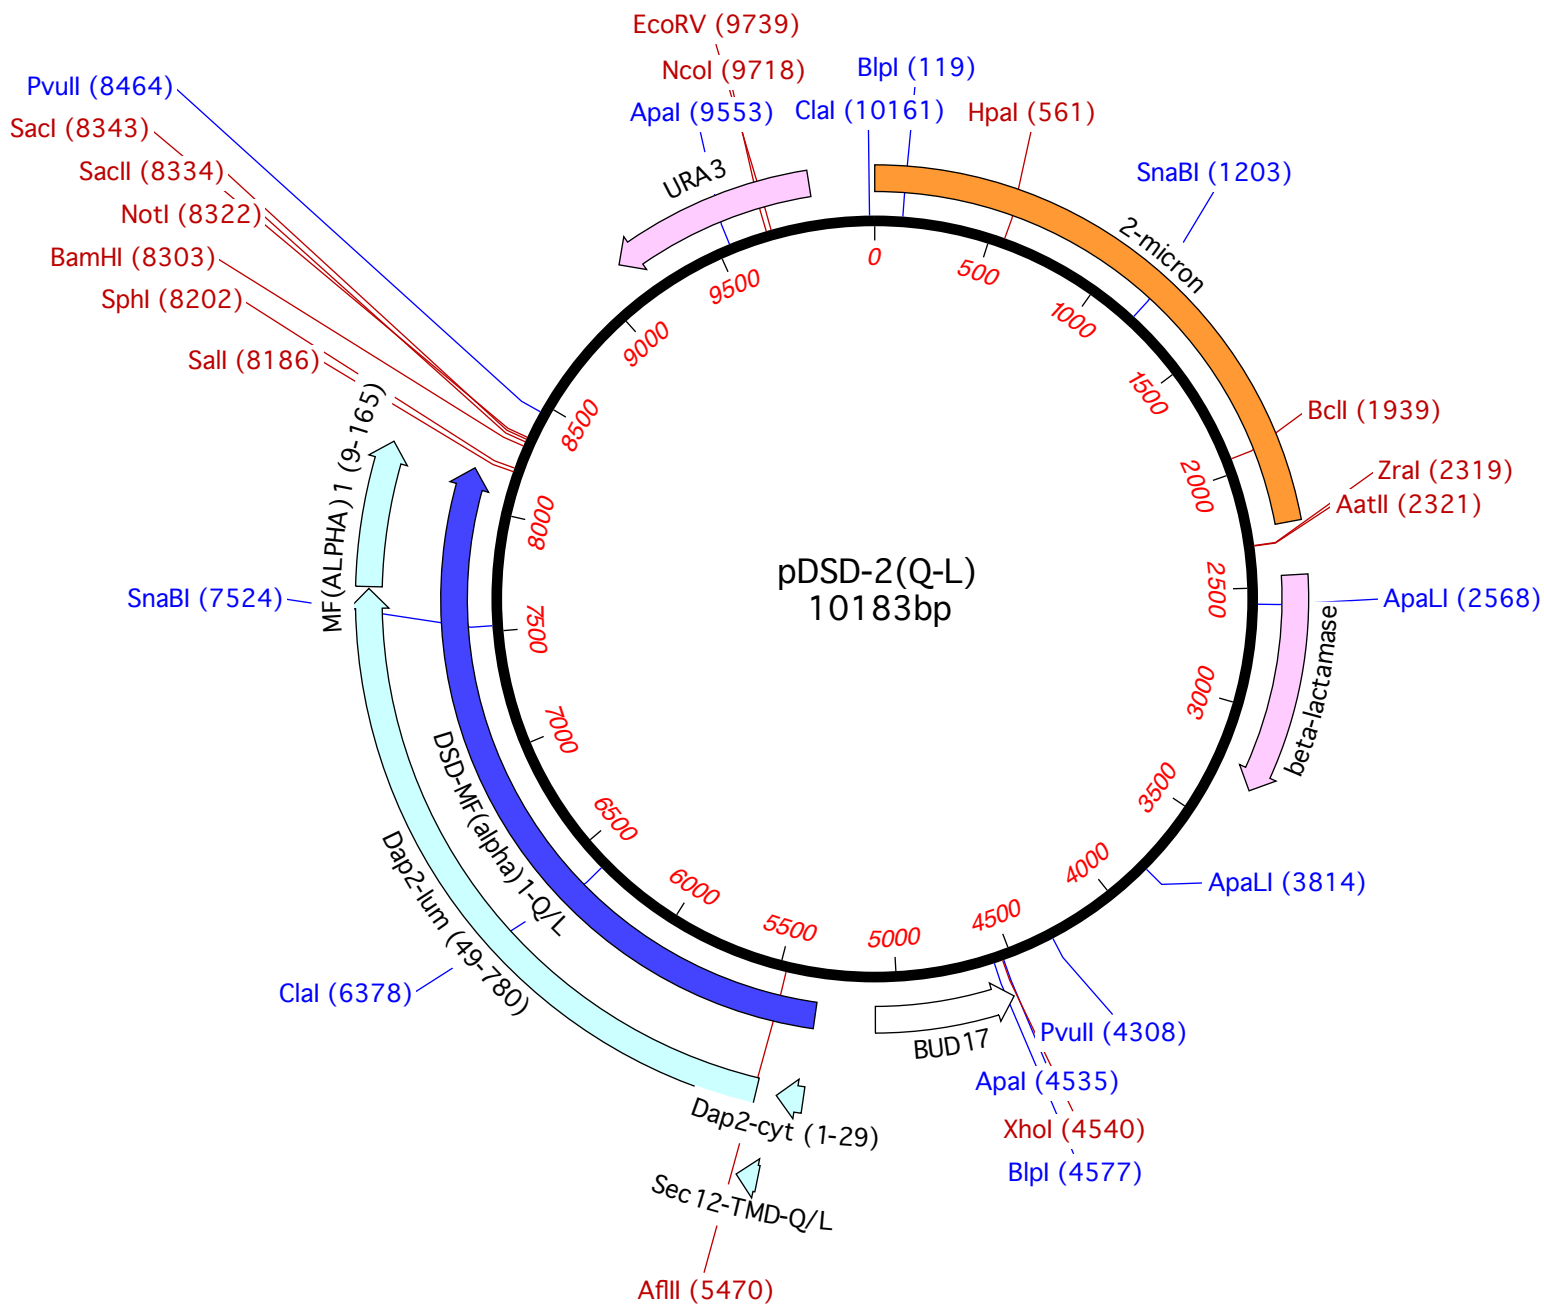 EcoRV (9739)
NcoI (9718)
BlpI (119)
PvuII (8464)
ApaI (9553)
ClaI (10161)
HpaI (561)
SacI (8343)
SacII (8334)
URA3
SnaBI (1203)
NotI (8322)
2-micron
BamHI (8303)
0
9500
500
SphI (8202)
1000
9000
SalI (8186)
1500
8500
BclI (1939)
MF(ALPHA)1 (9-165)
2000
ZraI (2319)
AatII (2321)
8000
pDSD-2(Q-L)
10183bp
2500
SnaBI (7524)
ApaLI (2568)
7500
beta-lactamase
3000
7000
DSD-MF(alpha)1-Q/L
3500
6500
Dap2-lum (49-780)
4000
ApaLI (3814)
6000
5500
5000
4500
ClaI (6378)
BUD17
PvuII (4308)
ApaI (4535)
Dap2-cyt (1-29)
XhoI (4540)
BlpI (4577)
Sec12-TMD-Q/L
AflII (5470)